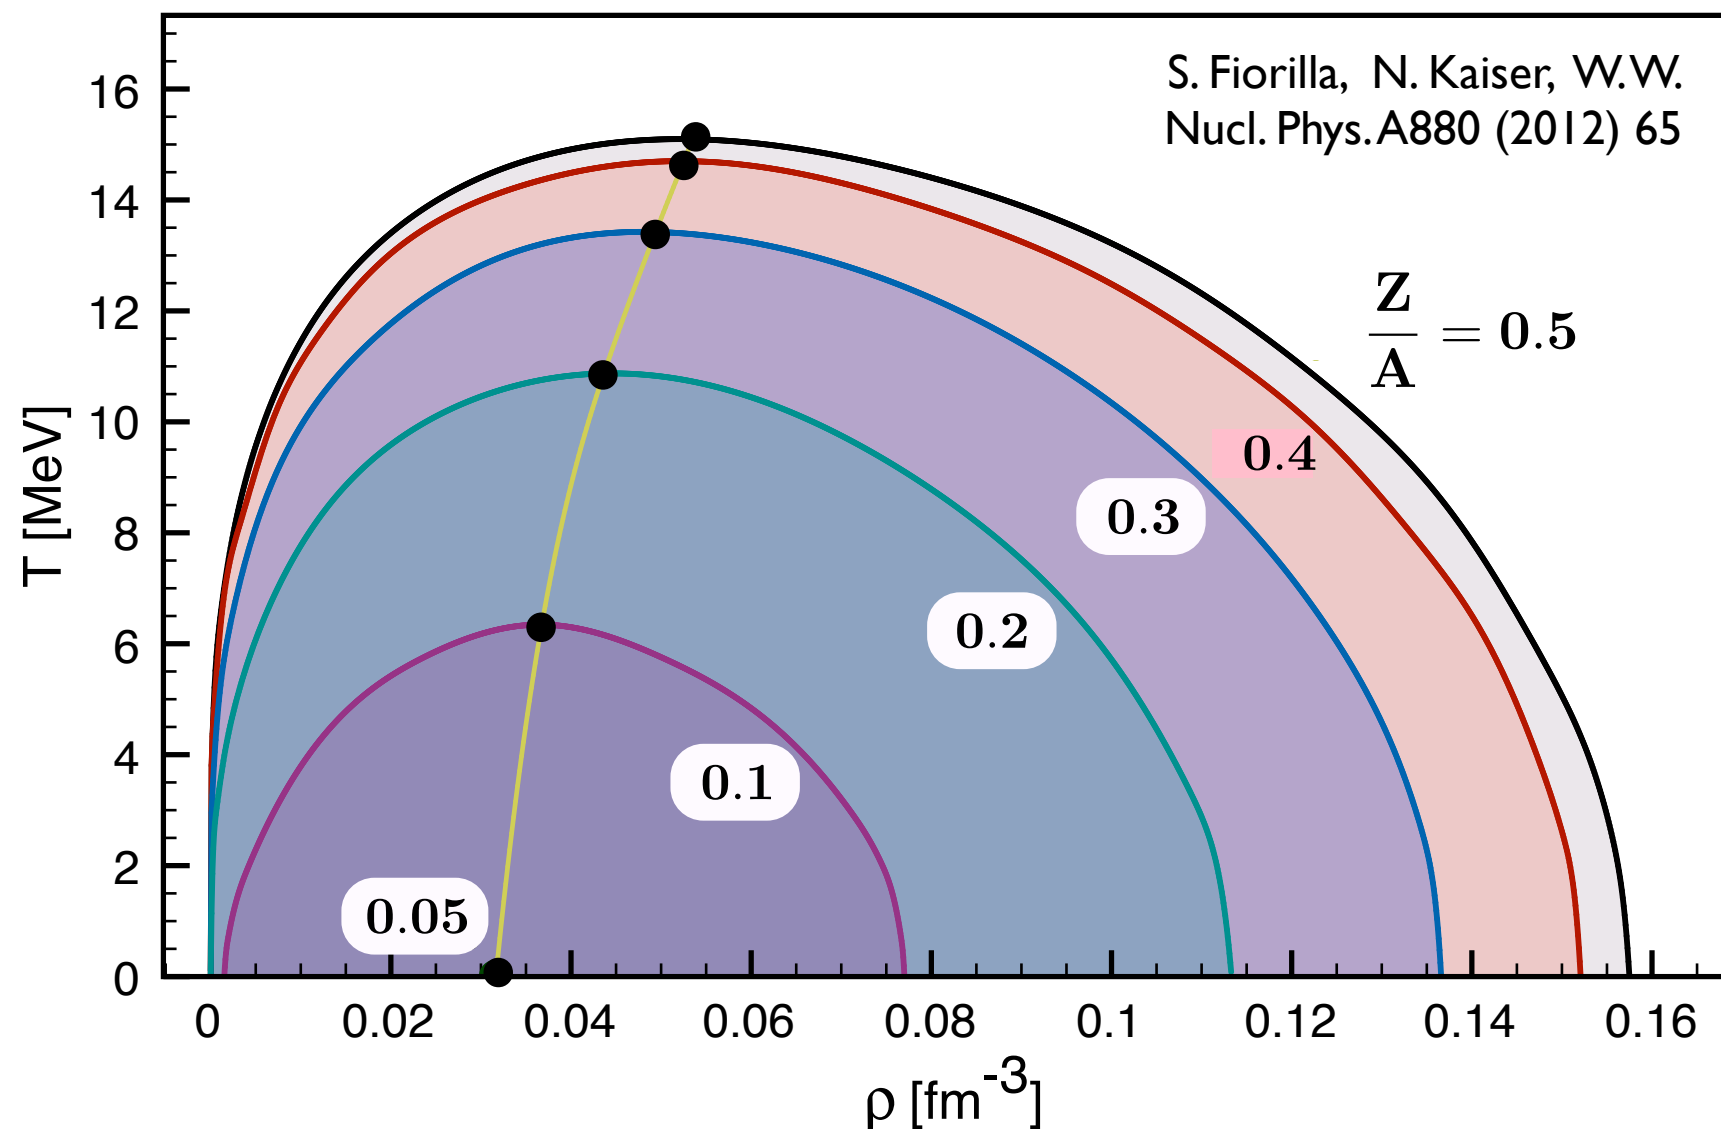 S. Fiorilla, N. Kaiser, W.W.
Nucl. Phys. A880 (2012) 65
16
14
12
10
8
6
4
2
0
T [MeV]
Z
A
= 0.5
0.4
0.3
0.2
0.1
0.05
0 0.02 0.04 0.06 0.08 0.1 0.12 0.14 0.16
ρ [fm⁻³]